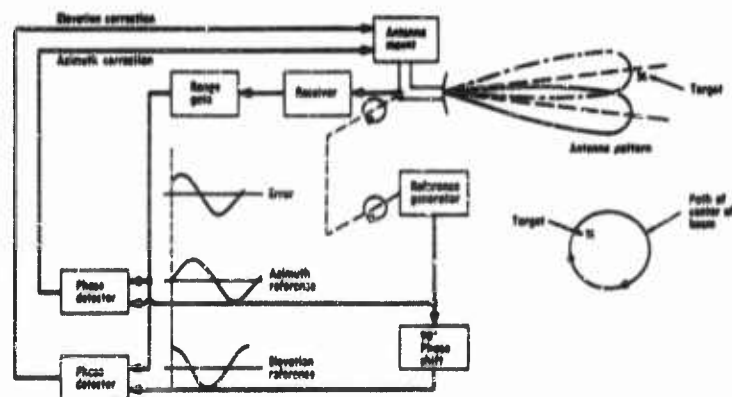 Elevation correction
Azimuth correction
Antenna
mount
Range
gate
Receiver
Target
Antenna pattern
Error
Reference
generator
Target
Path of
center of
beam
Phase
detector
Azimuth
reference
90°
Phase
shift
Phase
detector
Elevation
reference